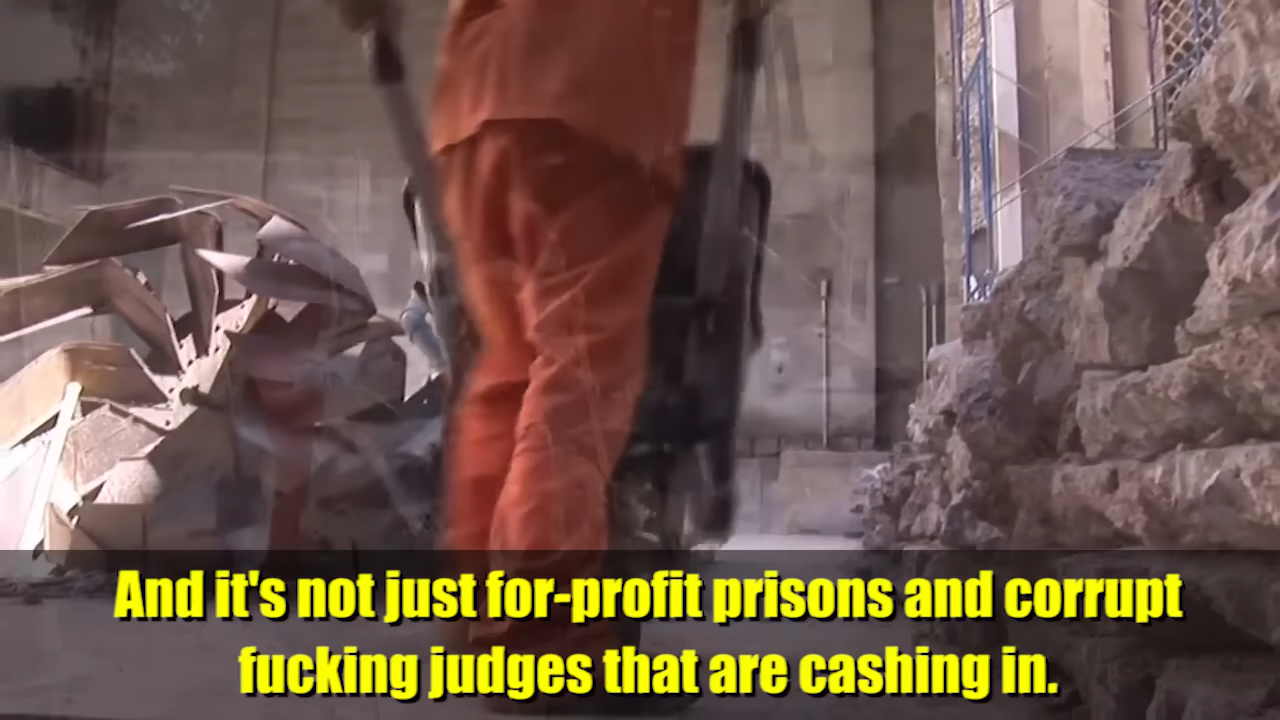 And it's not just for-profit prisons and corrupt
fucking judges that are cashing in.